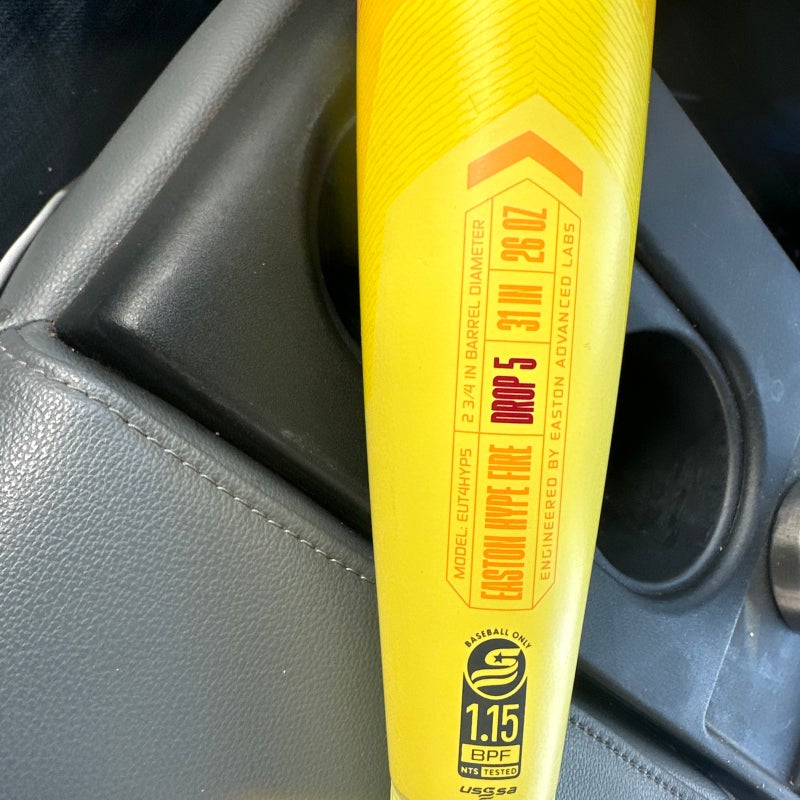 MODEL: EUT4HYP5
2 3/4 IN BARREL DIAMETER
EASTON HYPE FIRE
DROP 5
31 IN
26 OZ
ENGINEERED BY EASTON ADVANCED LABS
BASEBALL ONLY
1.15
BPF
NTS TESTED
USSSA